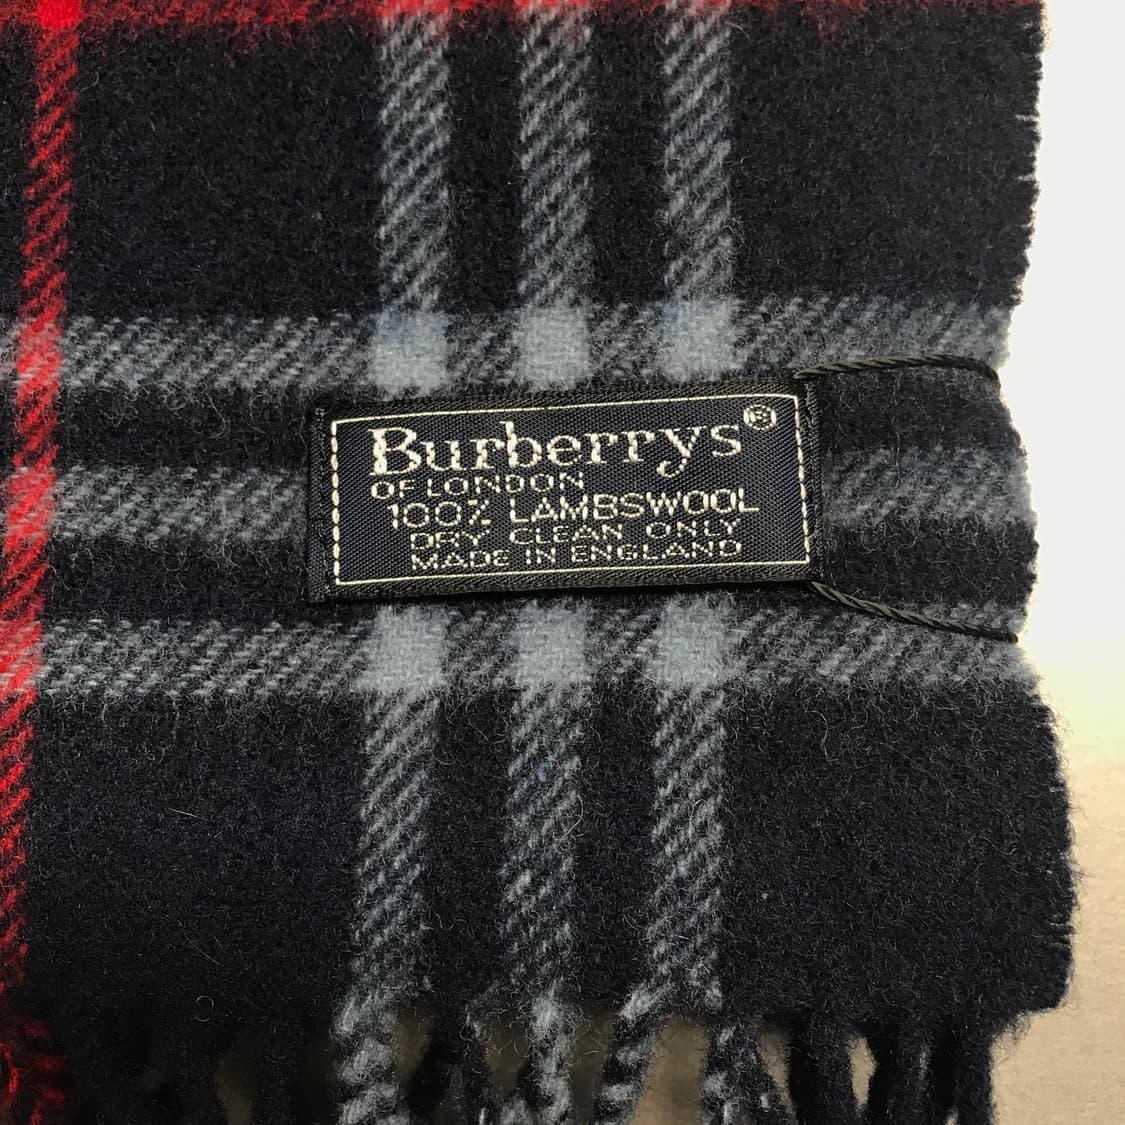 Burberrys®
OF LONDON
100% LAMBSWOOL
DRY CLEAN ONLY
MADE IN ENGLAND